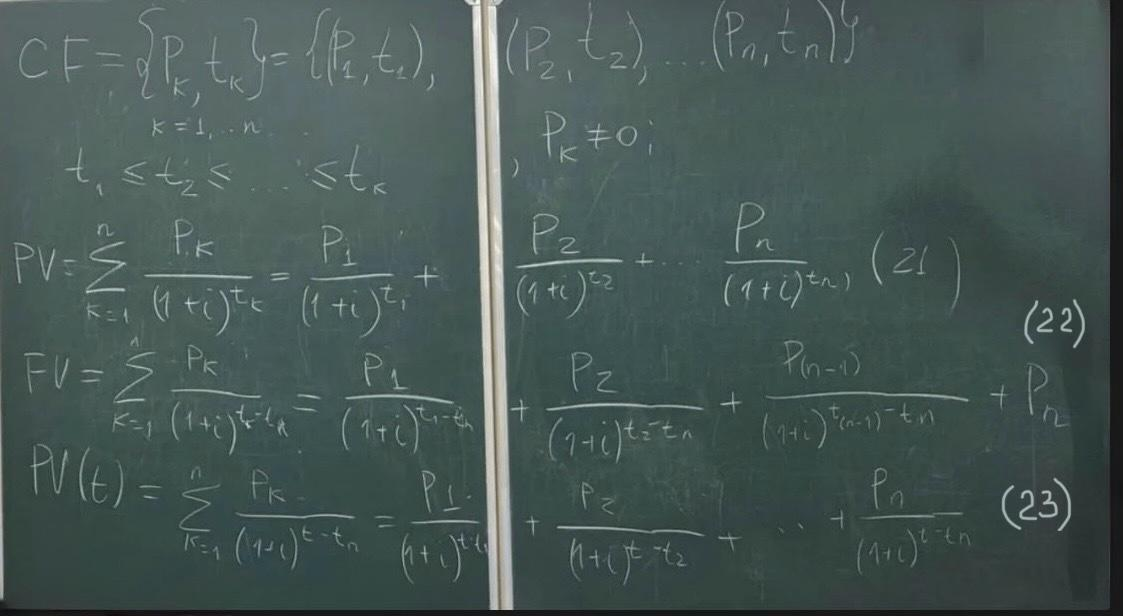 CF = {P_k, t_k} = {(P_1, t_1), (P_2, t_2), ... (P_n, t_n)}
k = 1, .. n , P_k ≠ 0;
t_1 ≤ t_2 ≤ ... ≤ t_k
PV = Σ_{k=1}^{n} P_k/(1+i)^{t_k} = P_1/(1+i)^{t_1} + P_2/(1+i)^{t_2} + ... P_n/(1+i)^{t_n}, (21)
(22)
FV = Σ_{k=1}^{n} P_k/(1+i)^{t_k-t_n} = P_1/(1+i)^{t_1-t_n} + P_2/(1+i)^{t_2-t_n} + P_{(n-1)}/(1+i)^{t_{(n-1)}-t_n} + P_n
PV(t) = Σ_{k=1}^{n} P_k/(1+i)^{t-t_n} = P_1/(1+i)^{t-t_1} + P_2/(1+i)^{t-t_2} + ... + P_n/(1+i)^{t-t_n} (23)